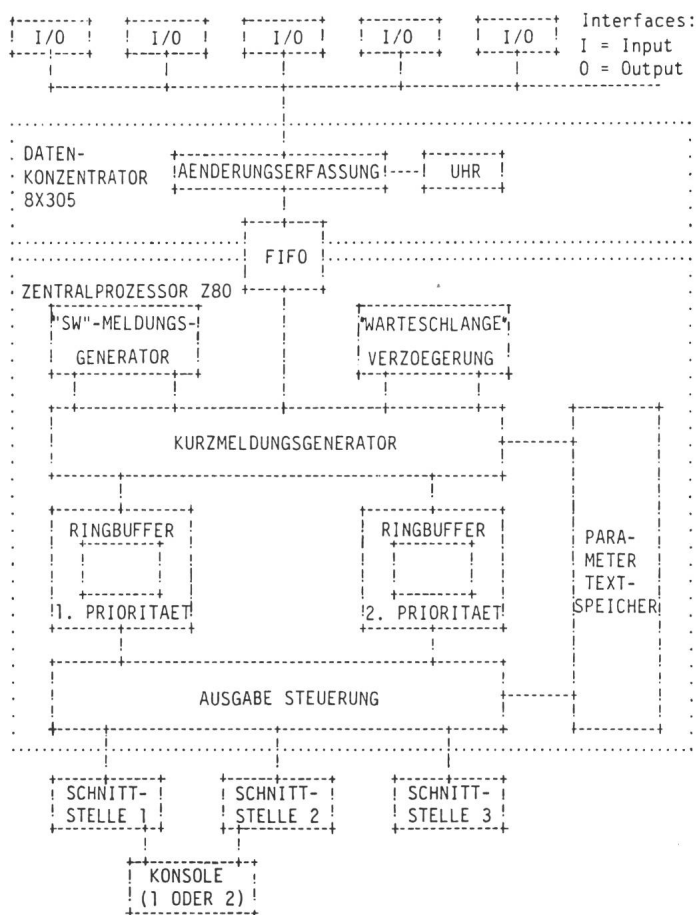 I/O I/O I/O I/O I/O
Interfaces:
I = Input
O = Output
DATEN-
KONZENTRATOR
8X305
AENDERUNGSERFASSUNG
UHR
FIFO
ZENTRALPROZESSOR Z80
"SW"-MELDUNGS-
GENERATOR
"WARTESCHLANGE"
VERZOEGERUNG
KURZMELDUNGSGENERATOR
RINGBUFFER
1. PRIORITAET
RINGBUFFER
2. PRIORITAET
PARA-
METER
TEXT-
SPEICHER
AUSGABE STEUERUNG
SCHNITT-
STELLE 1
SCHNITT-
STELLE 2
SCHNITT-
STELLE 3
KONSOLE
(1 ODER 2)